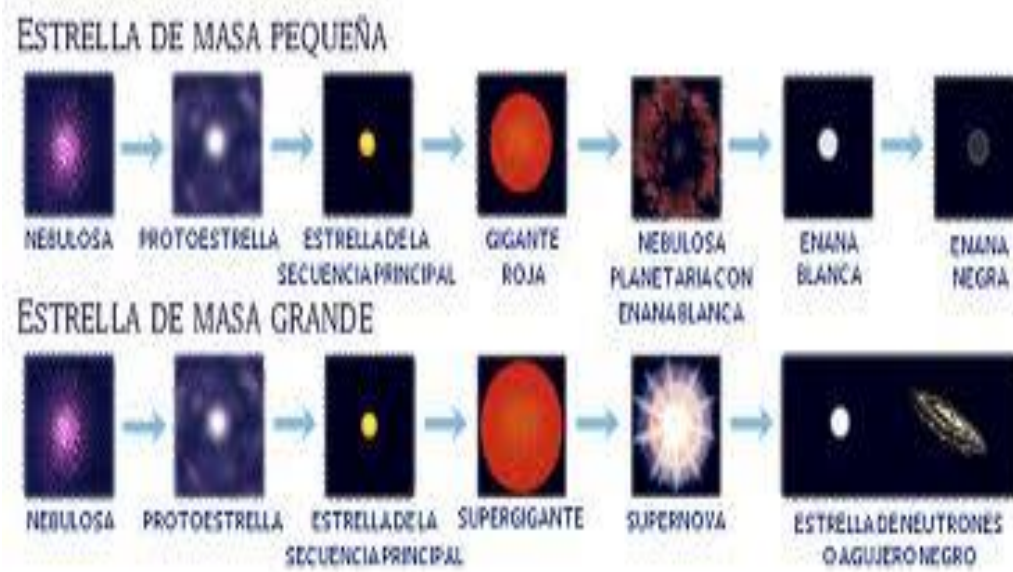 ESTRELLA DE MASA PEQUEÑA
NEBULOSA
PROTOESTRELLA
ESTRELLA DE LA
SECUENCIA PRINCIPAL
GIGANTE
ROJA
NEBULOSA
PLANETARIA CON
ENANA BLANCA
ENANA
BLANCA
ENANA
NEGRA
ESTRELLA DE MASA GRANDE
NEBULOSA
PROTOESTRELLA
ESTRELLA DE LA
SECUENCIA PRINCIPAL
SUPERGIGANTE
SUPERNOVA
ESTRELLA DE NEUTRONES
O AGUJERO NEGRO